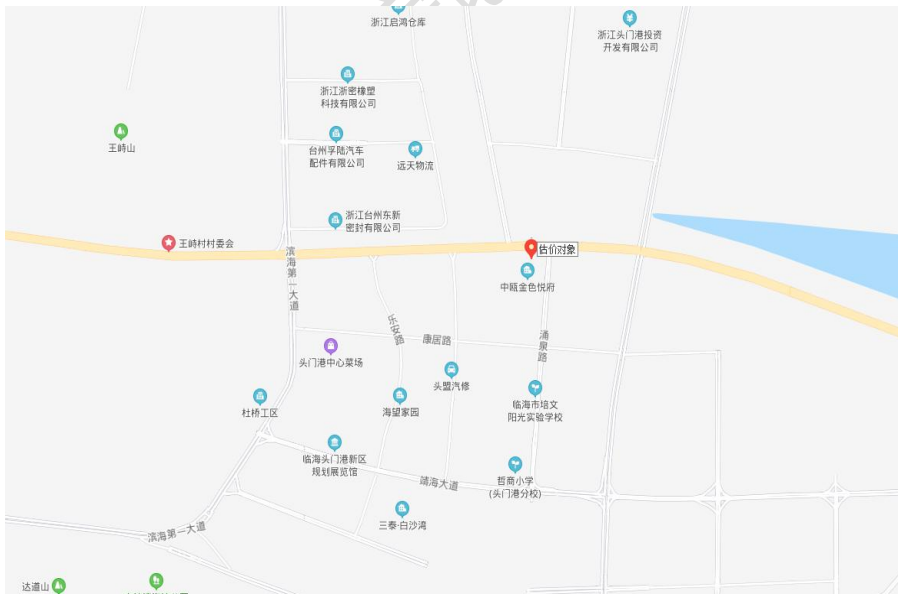 浙江启鸿仓库
浙江头门港投资
开发有限公司
浙江浙密橡塑
科技有限公司
王峙山
台州孚陆汽车
配件有限公司
远天物流
浙江台州东新
密封有限公司
王峙村村委会
估价对象
滨海第一大道
中瓯金色悦府
乐安路
康居路
涌泉路
头门港中心菜场
头盟汽修
杜桥工区
海望家园
临海市培文
阳光实验学校
临海头门港新区
规划展览馆
靖海大道
哲商小学
(头门港分校)
三泰·白沙湾
滨海第一大道
达道山